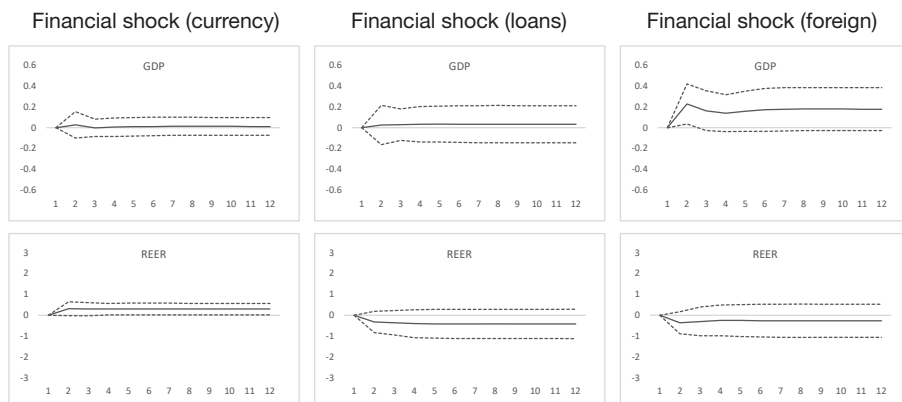 Financial shock (currency) Financial shock (loans) Financial shock (foreign)
GDP GDP GDP
0.6 0.6 0.6
0.4 0.4 0.4
0.2 0.2 0.2
0 0 0
-0.2 -0.2 -0.2
-0.4 -0.4 -0.4
-0.6 -0.6 -0.6
1 2 3 4 5 6 7 8 9 10 11 12 1 2 3 4 5 6 7 8 9 10 11 12 1 2 3 4 5 6 7 8 9 10 11 12
REER REER REER
3 3 3
2 2 2
1 1 1
0 0 0
-1 -1 -1
-2 -2 -2
-3 -3 -3
1 2 3 4 5 6 7 8 9 10 11 12 1 2 3 4 5 6 7 8 9 10 11 12 1 2 3 4 5 6 7 8 9 10 11 12